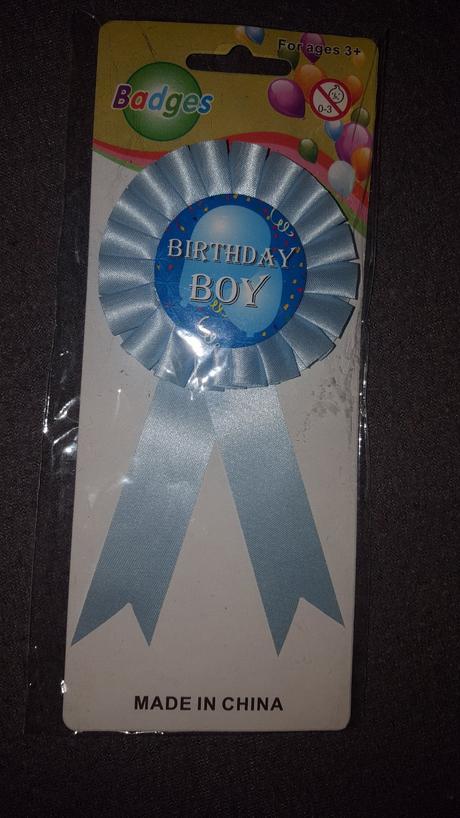 For ages 3+
Badges
0-3
BIRTHDAY
BOY
MADE IN CHINA